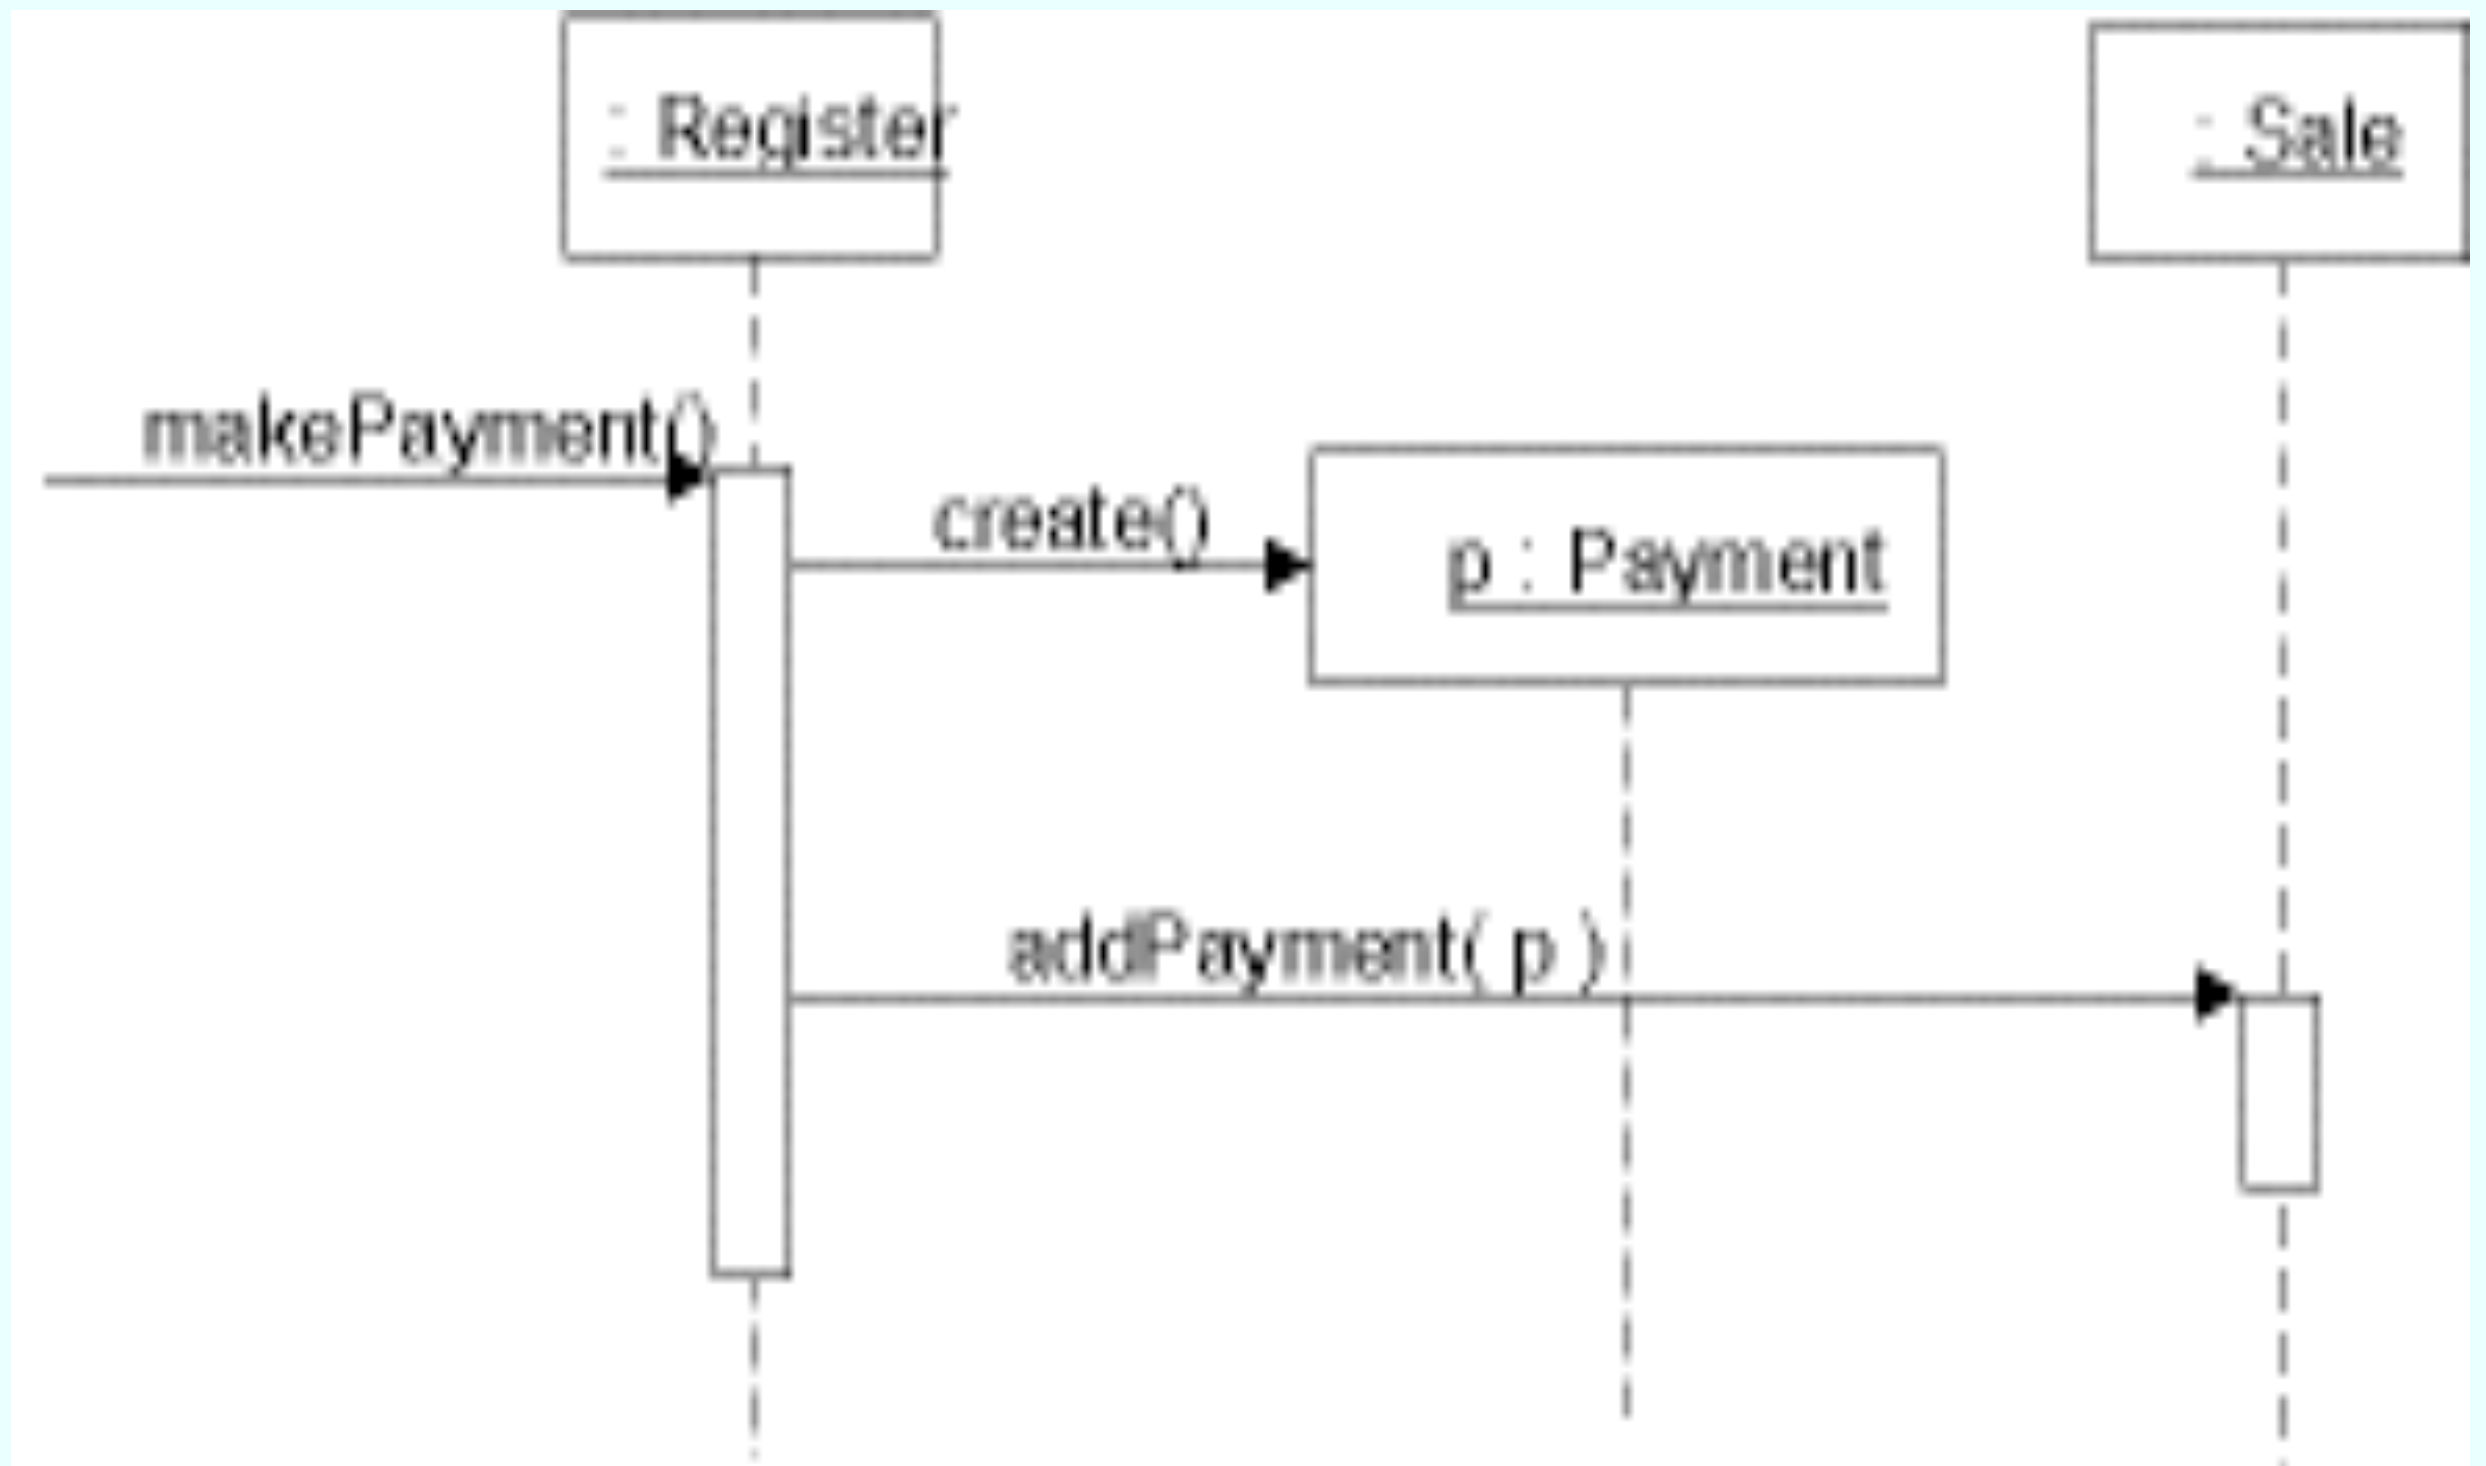 : Register
: Sale
makePayment()
create()
p : Payment
addPayment( p )